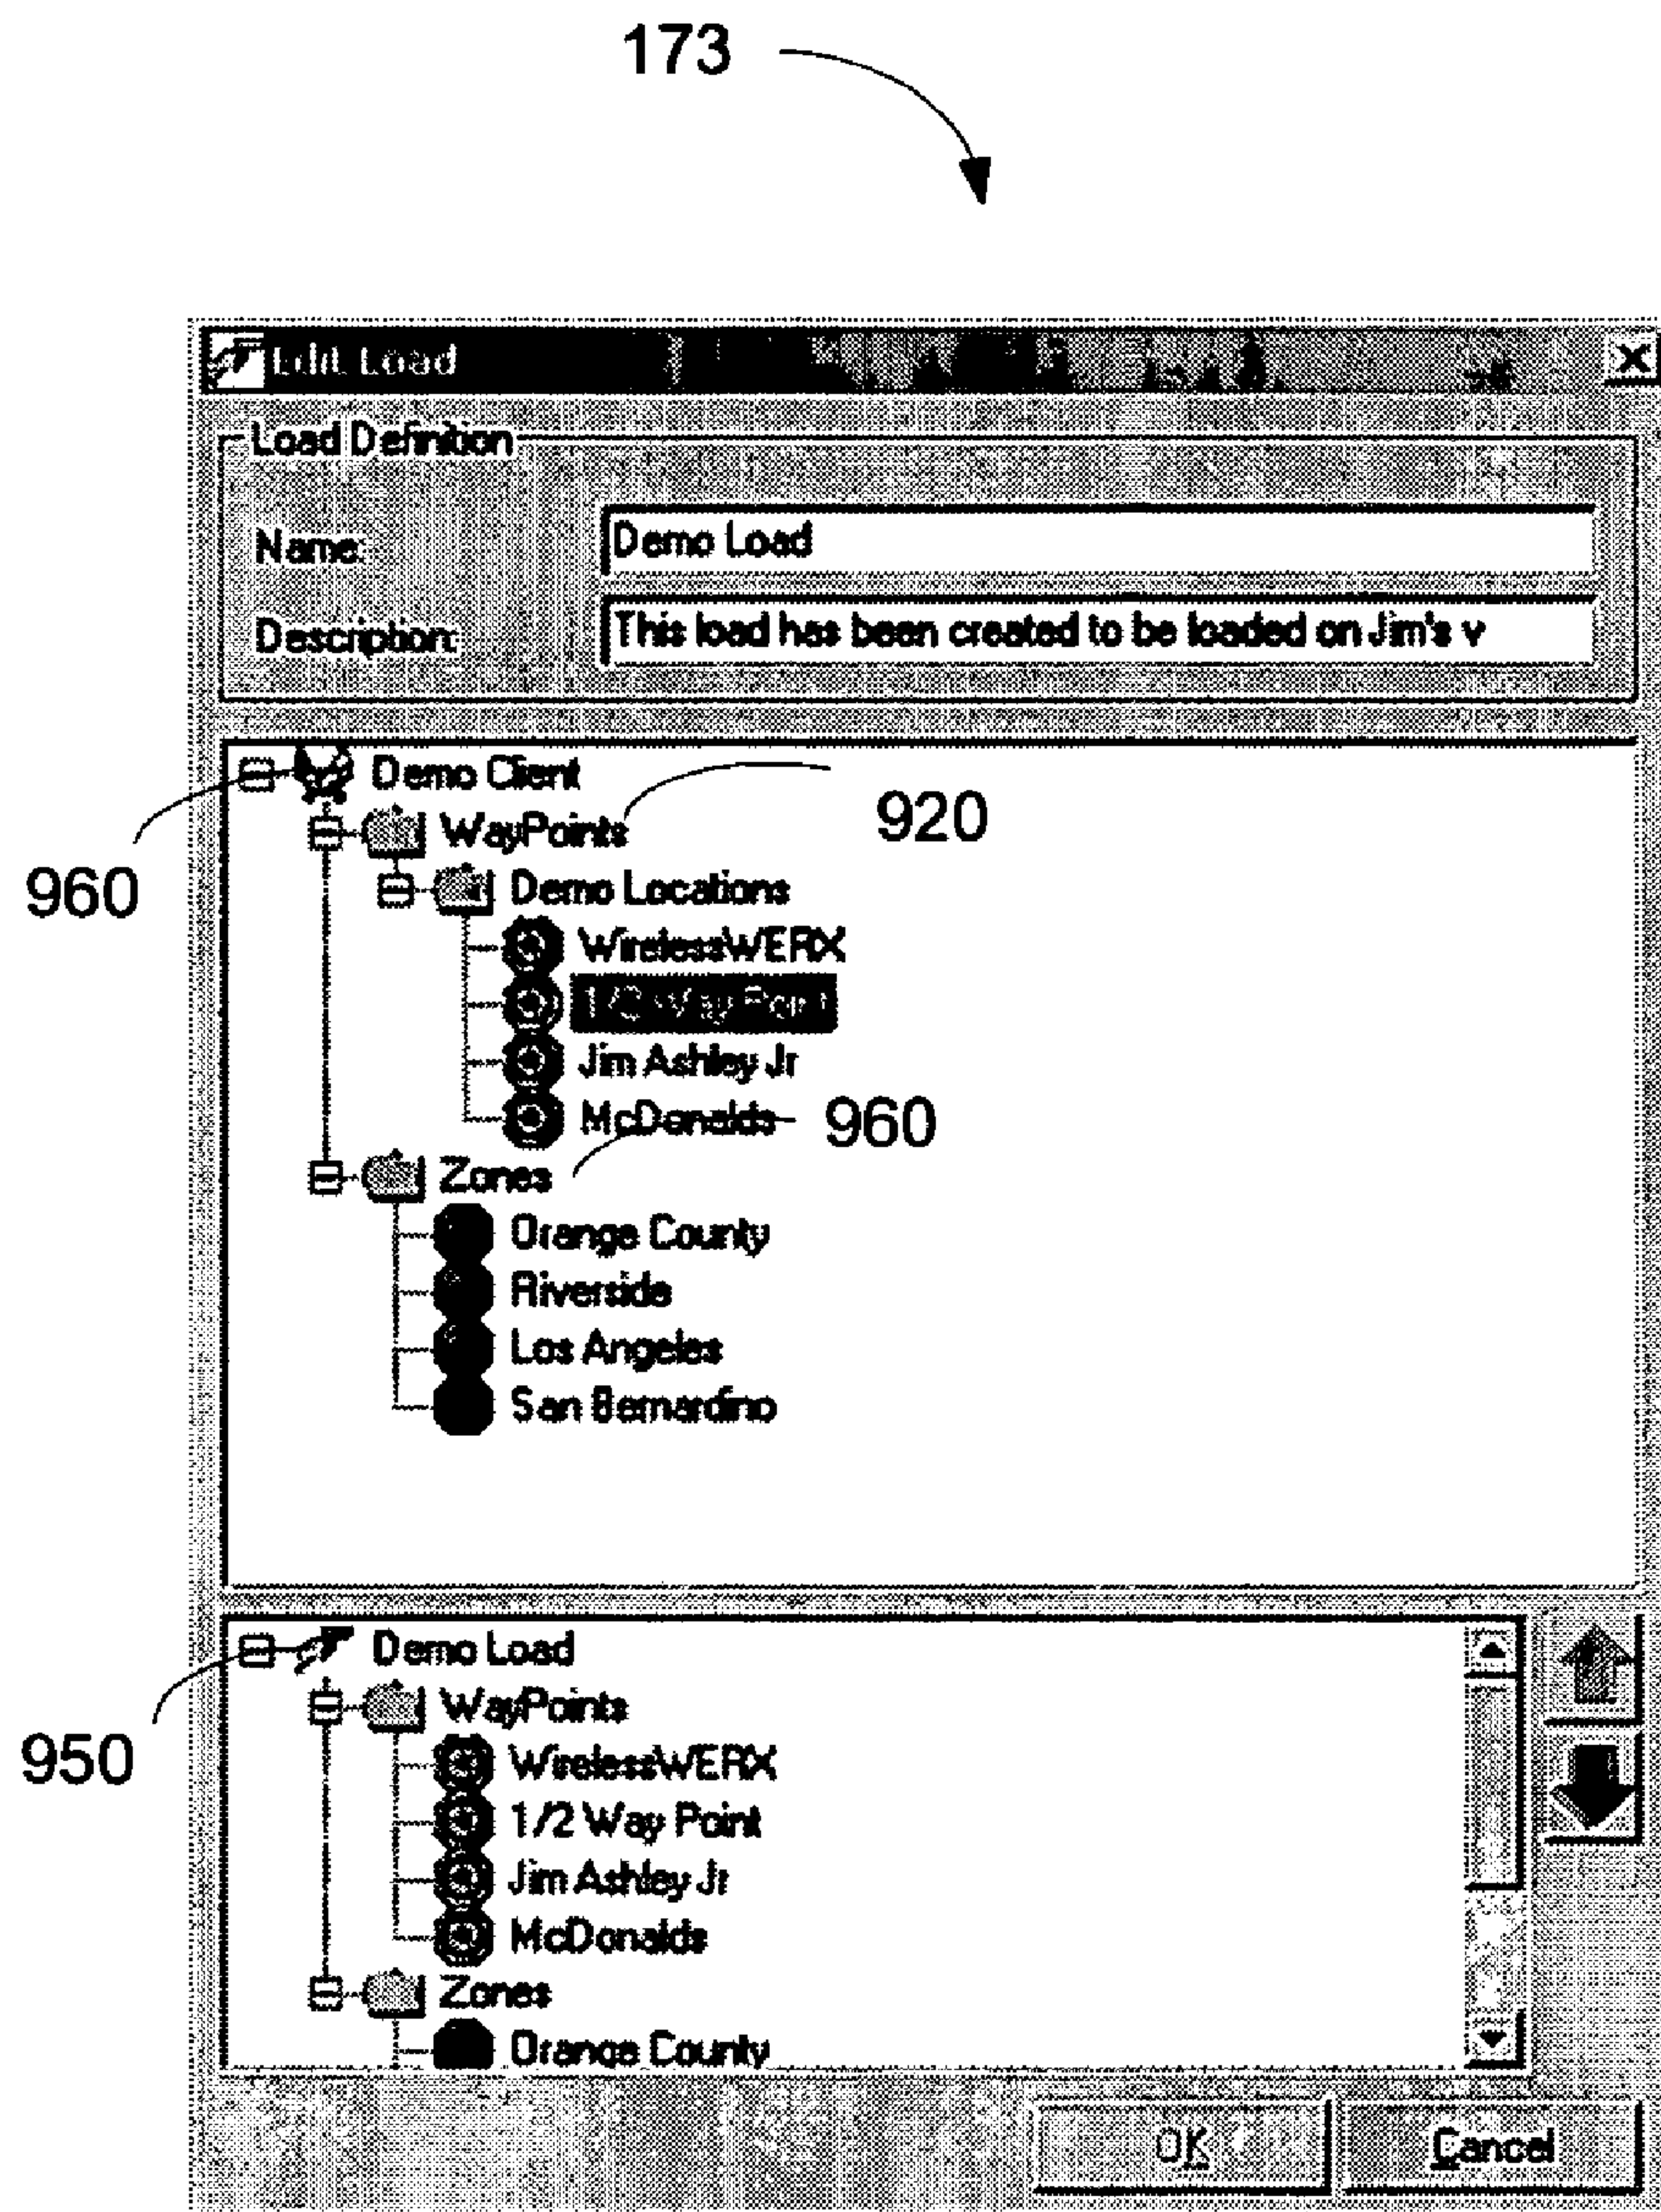 173
Edit Load
Load Definition
Name: Demo Load
Description: This load has been created to be loaded on Jim's v
Demo Client
WayPoints
920
960
Demo Locations
WirelessWERX
Way Point
Jim Ashley Jr
McDonalds
960
Zones
Orange County
Riverside
Los Angeles
San Bernardino
Demo Load
WayPoints
950
WirelessWERX
1/2 Way Point
Jim Ashley Jr
McDonalds
Zones
Orange County
OK Cancel